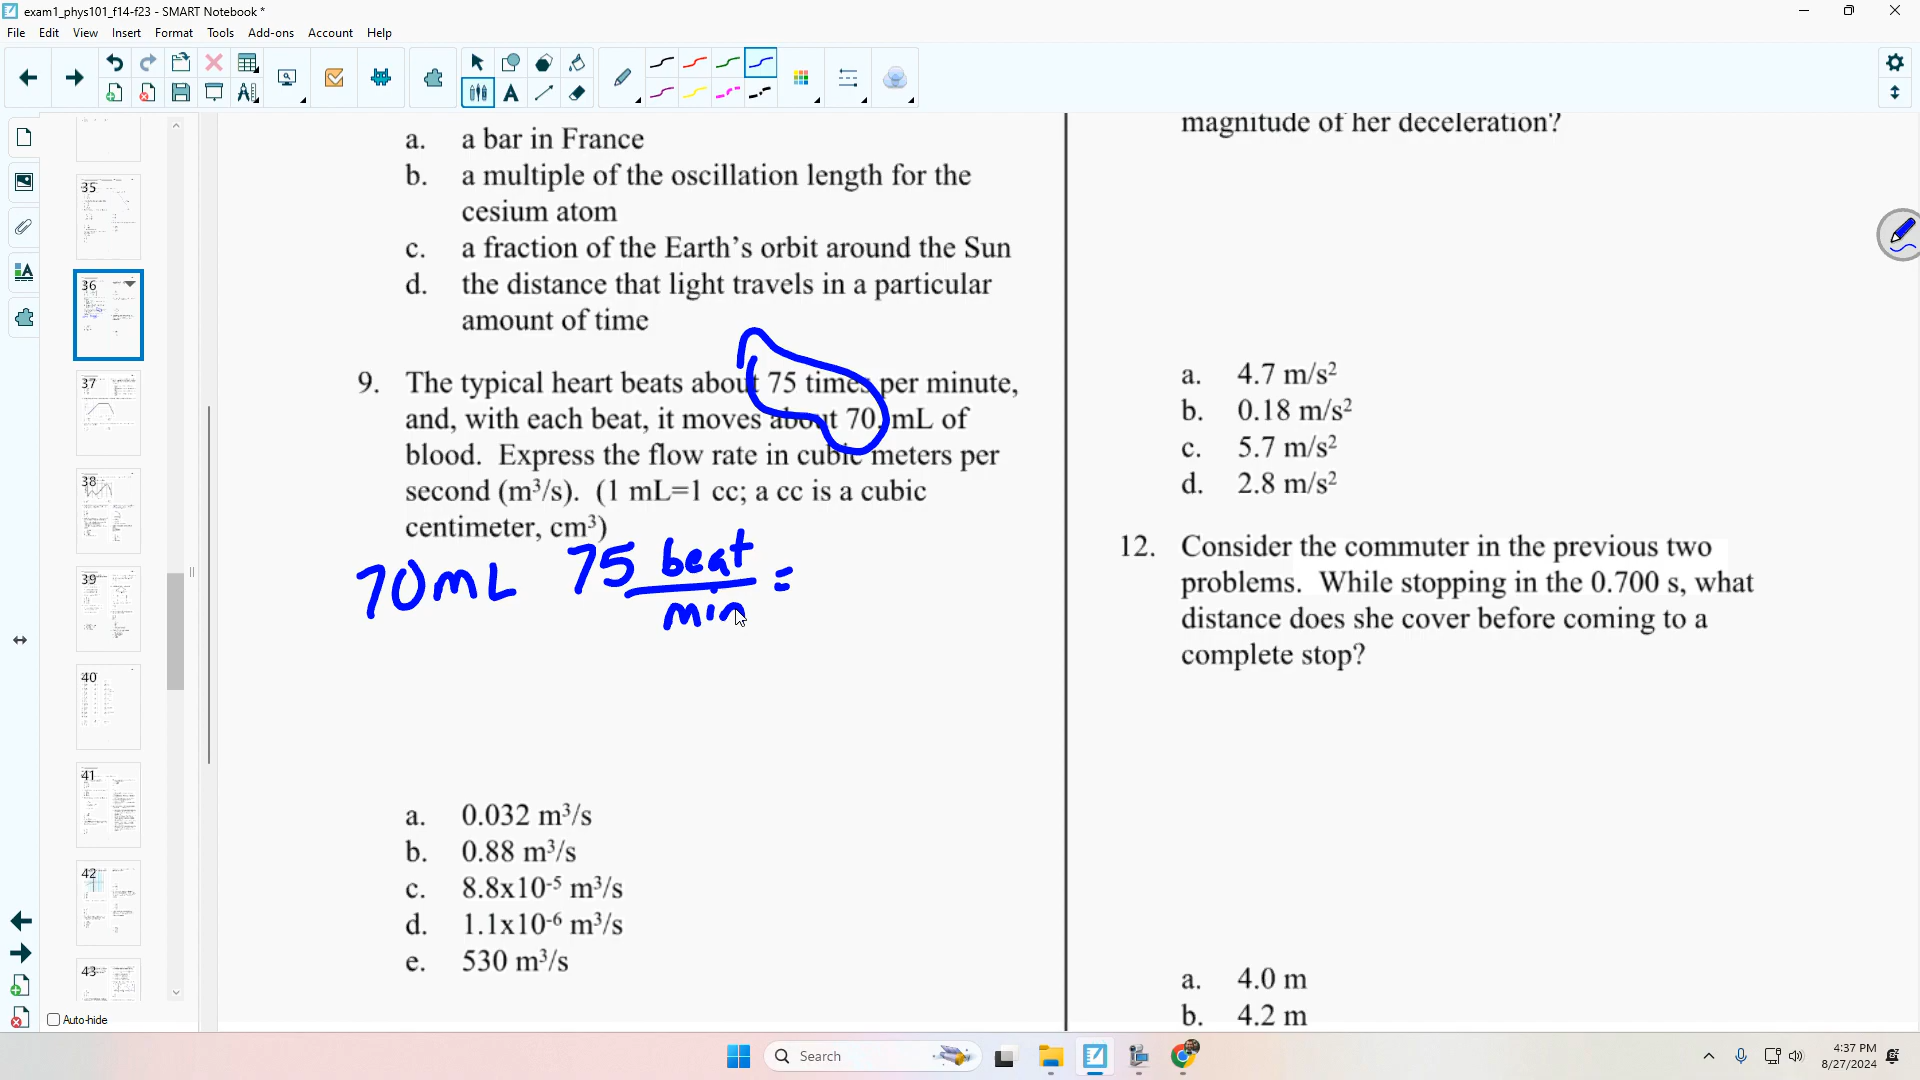 exam1_phys101_f14-f23 - SMART Notebook *
File Edit View Insert Format Tools Add-ons Account Help
35
36
37
38
39
40
41
42
43
Auto-hide
a. a bar in France
b. a multiple of the oscillation length for the
cesium atom
c. a fraction of the Earth’s orbit around the Sun
d. the distance that light travels in a particular
amount of time
9. The typical heart beats about 75 times per minute,
and, with each beat, it moves about 70. mL of
blood. Express the flow rate in cubic meters per
second (m³/s). (1 mL=1 cc; a cc is a cubic
centimeter, cm³)
70 mL 75 beat =
min
a. 0.032 m³/s
b. 0.88 m³/s
c. 8.8x10⁻⁵ m³/s
d. 1.1x10⁻⁶ m³/s
e. 530 m³/s
magnitude of her deceleration?
a. 4.7 m/s²
b. 0.18 m/s²
c. 5.7 m/s²
d. 2.8 m/s²
12. Consider the commuter in the previous two
problems. While stopping in the 0.700 s, what
distance does she cover before coming to a
complete stop?
a. 4.0 m
b. 4.2 m
Search
4:37 PM
8/27/2024